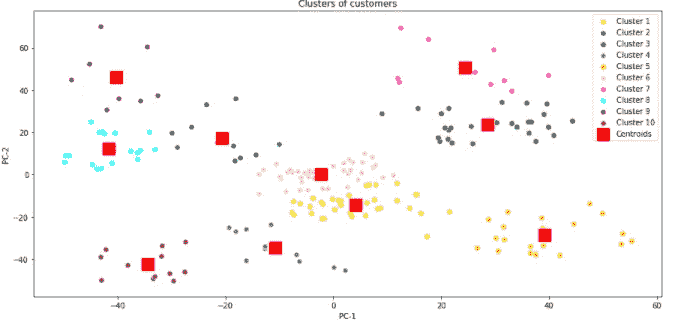 Clusters of customers
Cluster 1
Cluster 2
Cluster 3
Cluster 4
Cluster 5
Cluster 6
Cluster 7
Cluster 8
Cluster 9
Cluster 10
Centroids
60
40
20
0
−20
−40
PC-2
−40
−20
0
20
40
60
PC-1